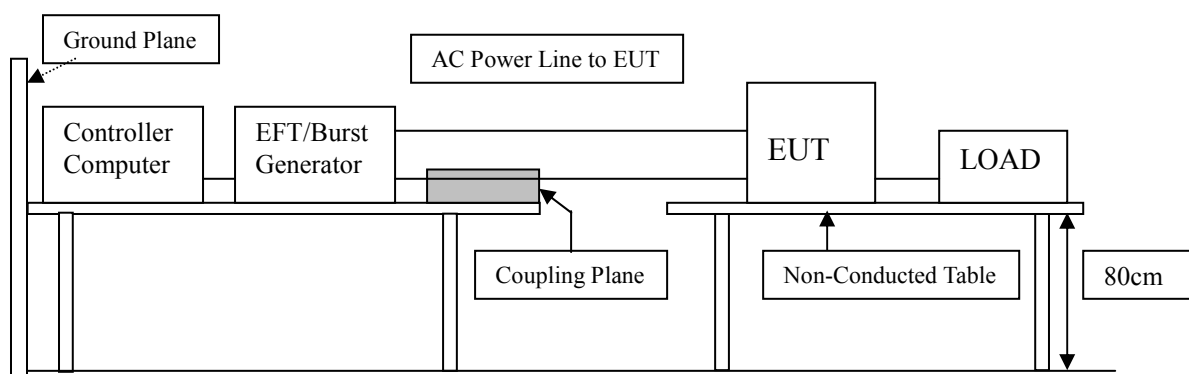 Ground Plane
AC Power Line to EUT
Controller
Computer
EFT/Burst
Generator
EUT
LOAD
Coupling Plane
Non-Conducted Table
80cm